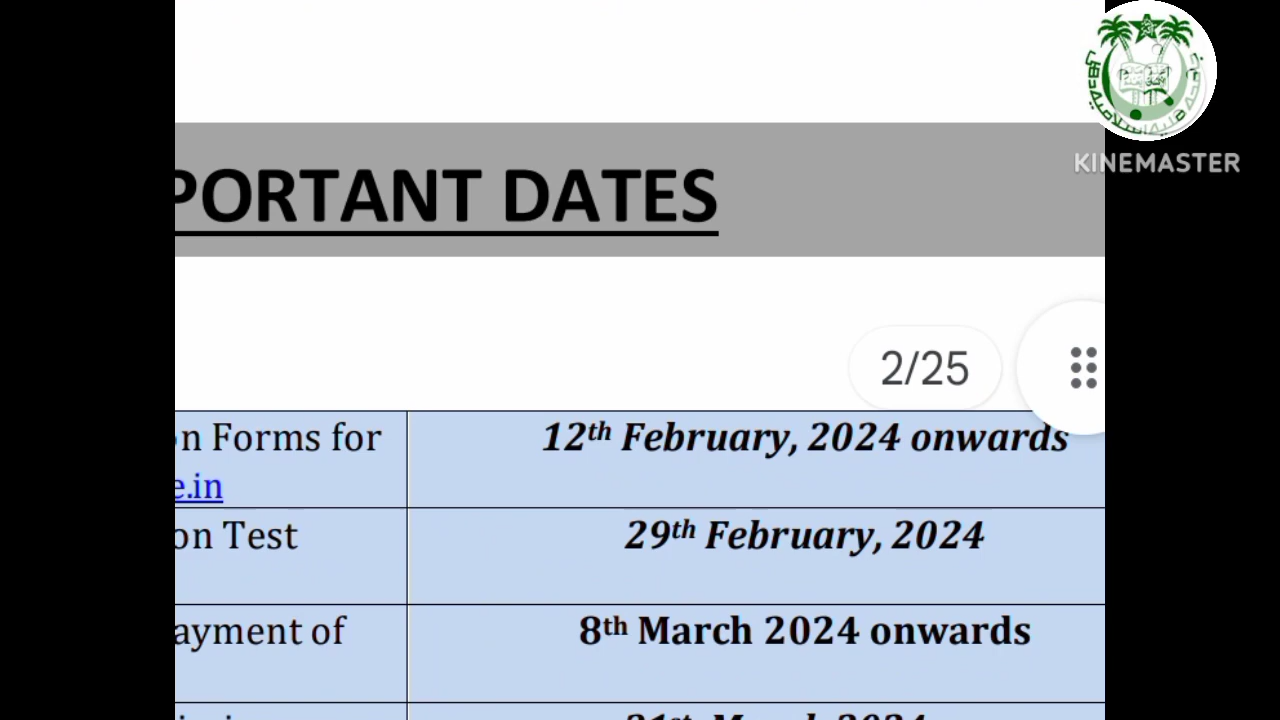 KINEMASTER
PORTANT DATES
2/25
n Forms for
12th February, 2024 onwards
e.in
on Test
29th February, 2024
ayment of
8th March 2024 onwards